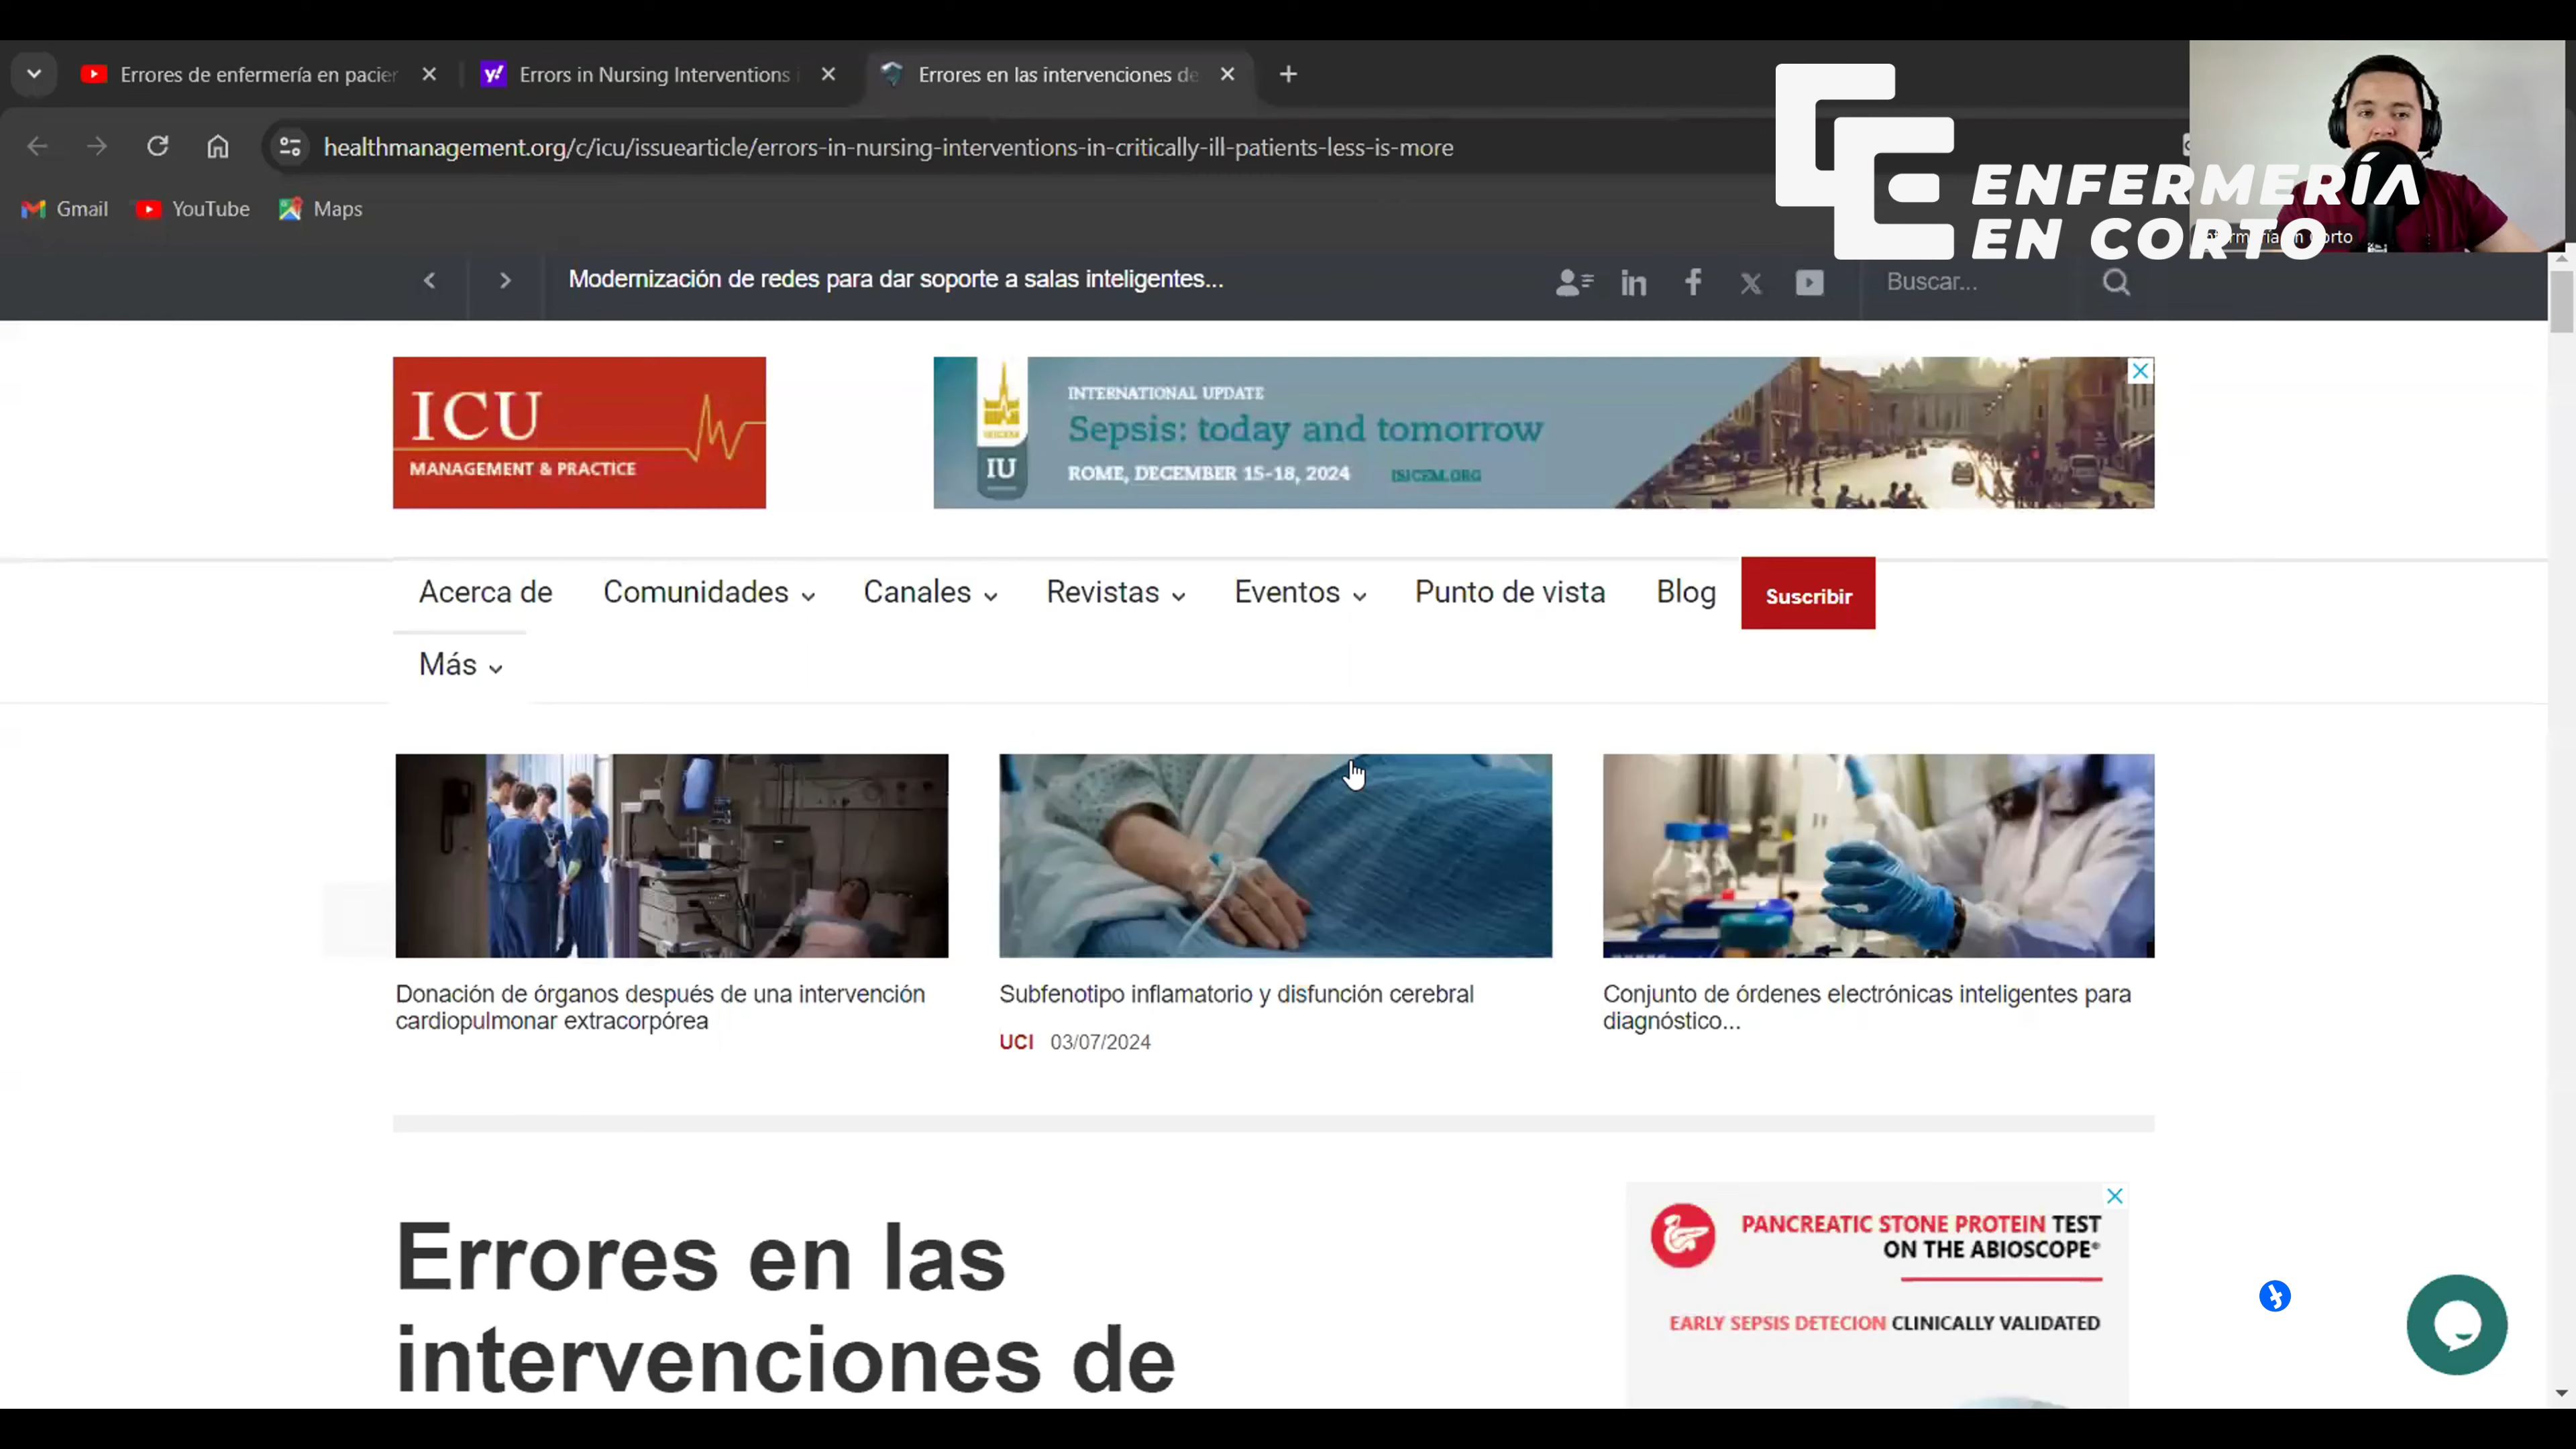 Errores de enfermería en pacier
Errors in Nursing Interventions i
Errores en las intervenciones de
healthmanagement.org/c/icu/issuearticle/errors-in-nursing-interventions-in-critically-ill-patients-less-is-more
Gmail
YouTube
Maps
ENFERMERÍA
EN CORTO
Modernización de redes para dar soporte a salas inteligentes...
Buscar...
ICU
MANAGEMENT & PRACTICE
IU
INTERNATIONAL UPDATE
Sepsis: today and tomorrow
ROME, DECEMBER 15-18, 2024
ISICEM.ORG
Acerca de
Comunidades
Canales
Revistas
Eventos
Punto de vista
Blog
Suscribir
Más
Donación de órganos después de una intervención
cardiopulmonar extracorpórea
Subfenotipo inflamatorio y disfunción cerebral
UCI 03/07/2024
Conjunto de órdenes electrónicas inteligentes para
diagnóstico...
Errores en las
intervenciones de
PANCREATIC STONE PROTEIN TEST
ON THE ABIOSCOPE®
EARLY SEPSIS DETECION CLINICALLY VALIDATED